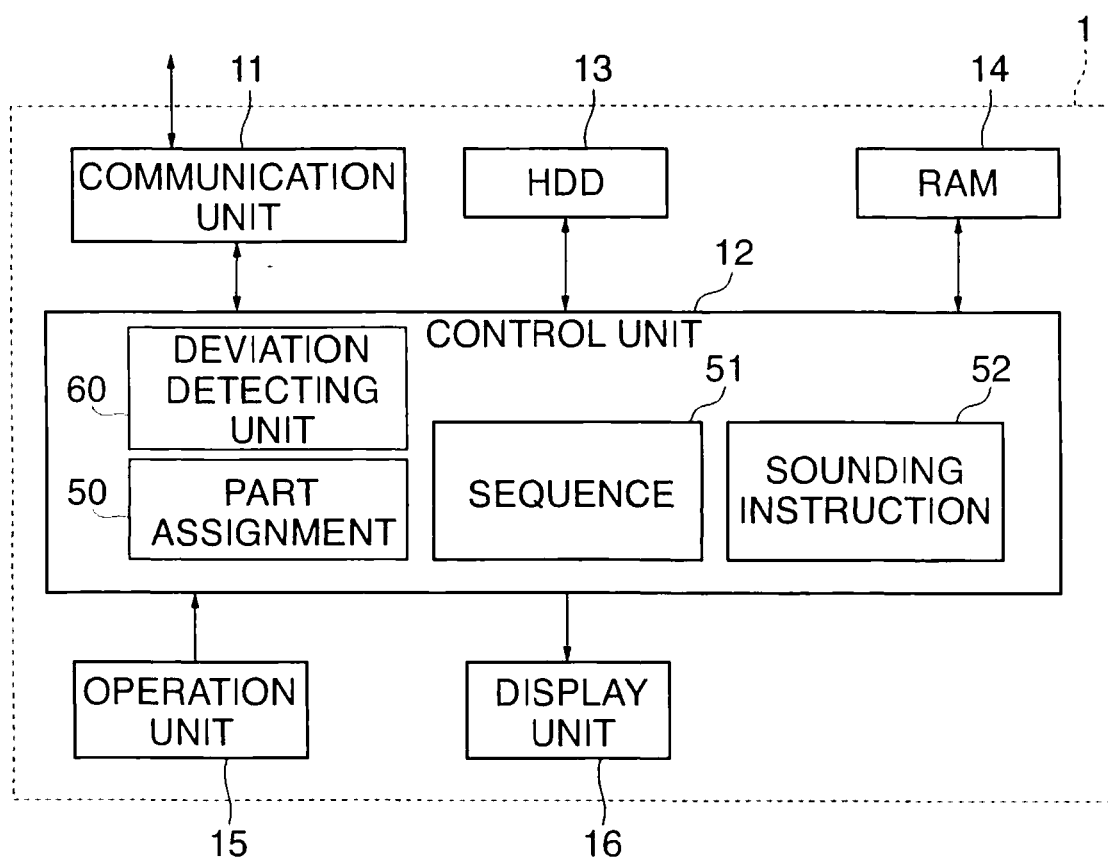 1
11
13
14
COMMUNICATION
UNIT
HDD
RAM
12
CONTROL UNIT
DEVIATION
DETECTING
UNIT
60
51
52
50
PART
ASSIGNMENT
SEQUENCE
SOUNDING
INSTRUCTION
OPERATION
UNIT
DISPLAY
UNIT
15
16